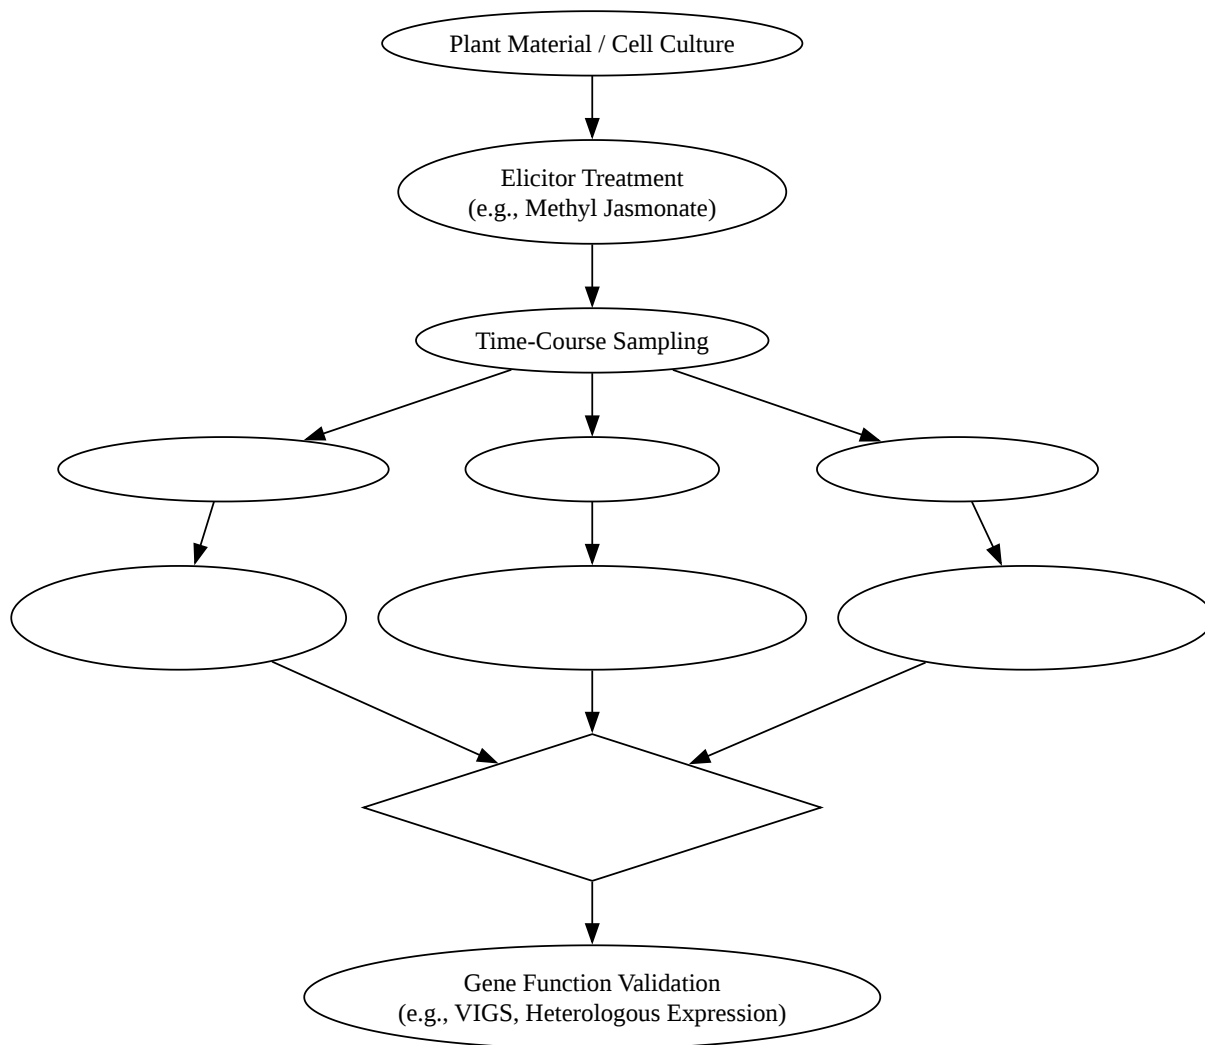 Plant Material / Cell Culture
Elicitor Treatment
(e.g., Methyl Jasmonate)
Time-Course Sampling
Gene Function Validation
(e.g., VIGS, Heterologous Expression)